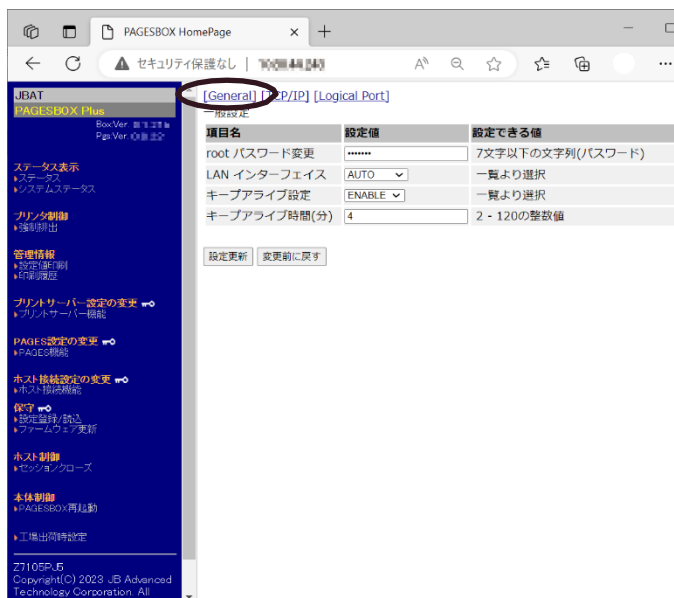 PAGESBOX HomePage
セキュリティ保護なし
JBAT
PAGESBOX Plus
BoxVer.
PgsVer.
ステータス表示
ステータス
システムステータス
プリンタ制御
強制排出
管理情報
設定値印刷
印刷履歴
プリントサーバー設定の変更
プリントサーバー機能
PAGES設定の変更
PAGES機能
ホスト接続設定の変更
ホスト接続機能
保守
設定登録/読込
ファームウェア更新
ホスト制御
セッションクローズ
本体制御
PAGESBOX再起動
工場出荷時設定
Z7105PJ5
Copyright(C) 2023 JB Advanced
Technology Corporation. All
[General] [TCP/IP] [Logical Port]
一般設定
項目名 設定値 設定できる値
root パスワード変更 ••••••• 7文字以下の文字列(パスワード)
LAN インターフェイス AUTO 一覧より選択
キープアライブ設定 ENABLE 一覧より選択
キープアライブ時間(分) 4 2 - 120の整数値
設定更新 変更前に戻す